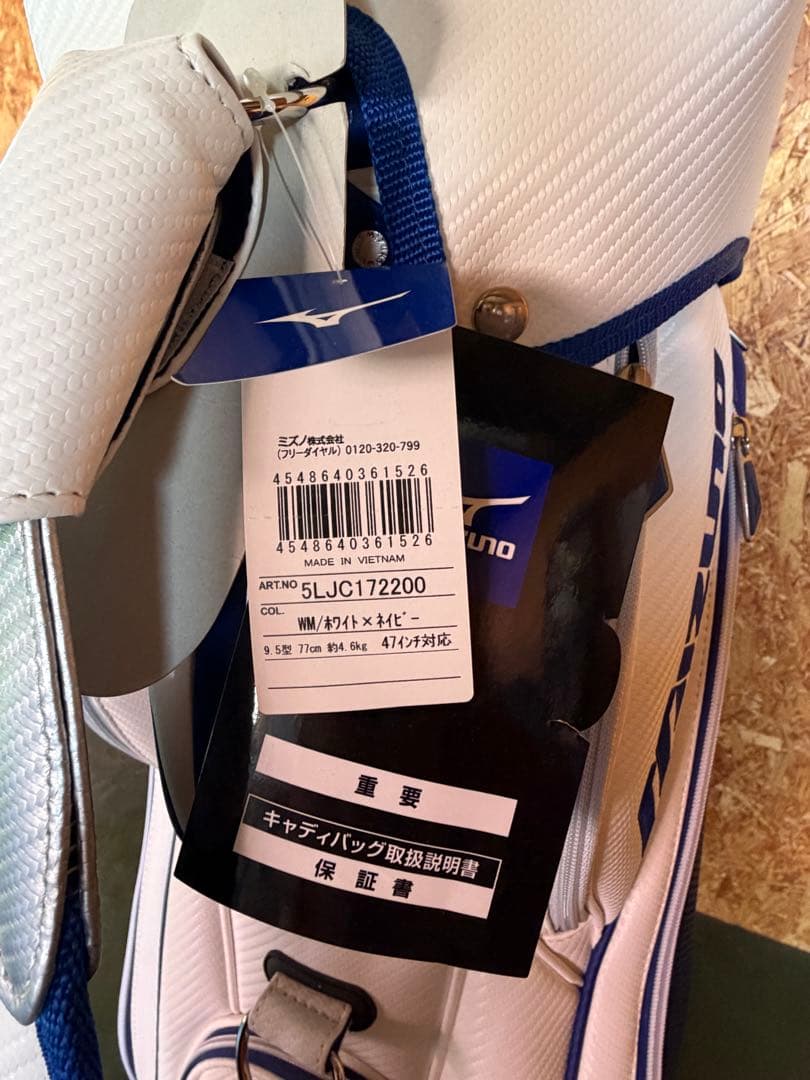 ミズノ株式会社
(フリーダイヤル) 0120-320-799
4548640361526
4548640361526
MADE IN VIETNAM
ART.NO 5LJC172200
COL.
WM/ホワイト×ネイビー
9.5型 77cm 約4.6kg 47インチ対応
重要
キャディバッグ取扱説明書
保証書
MIZUNO